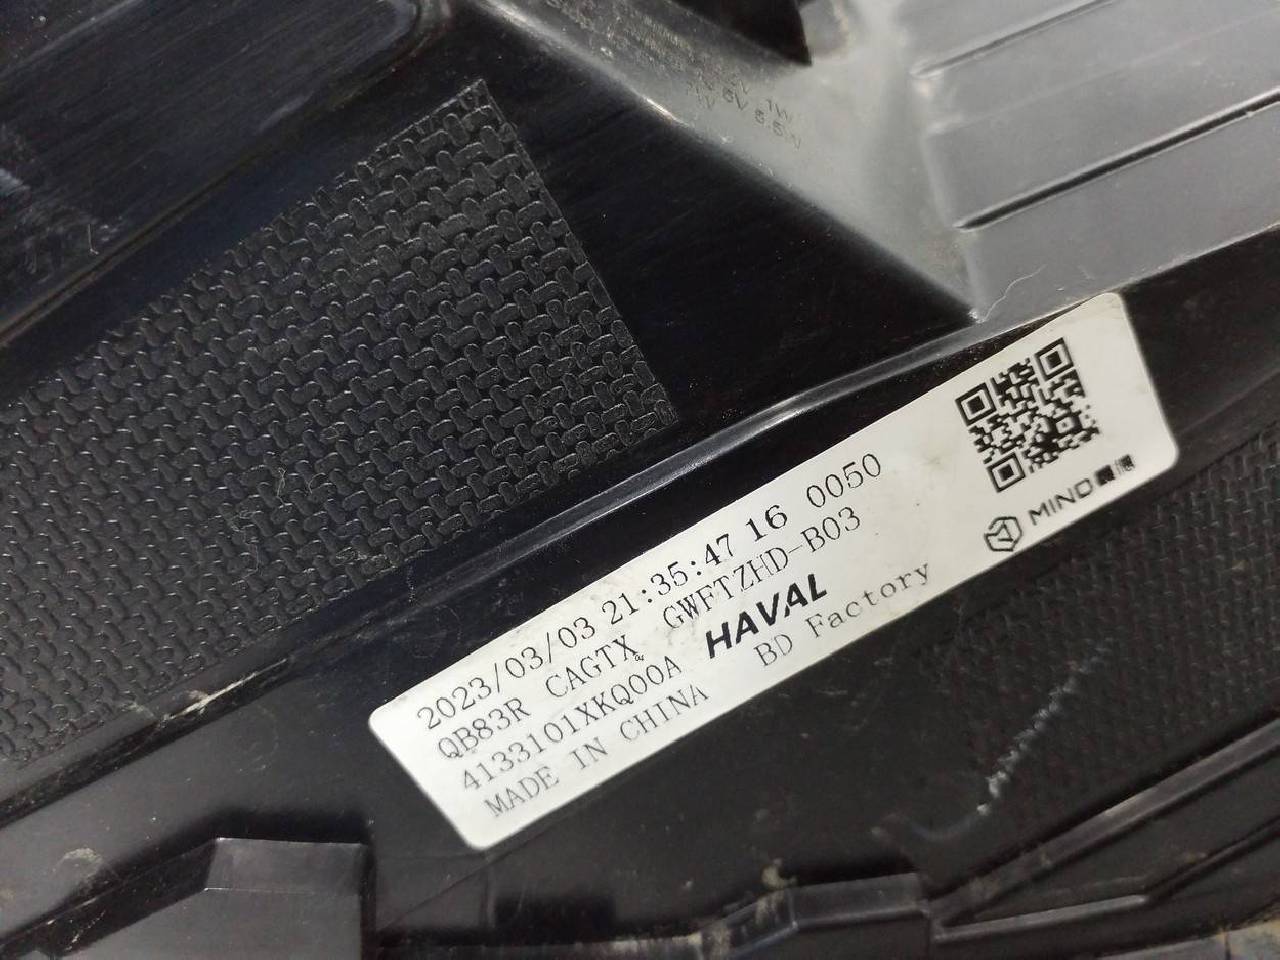 2023/03/03 21:35:47 16 0050
QB83R CAGTX GWFTZHD-B03
4133101XKQ00A HAVAL
MADE IN CHINA BD Factory
MIND